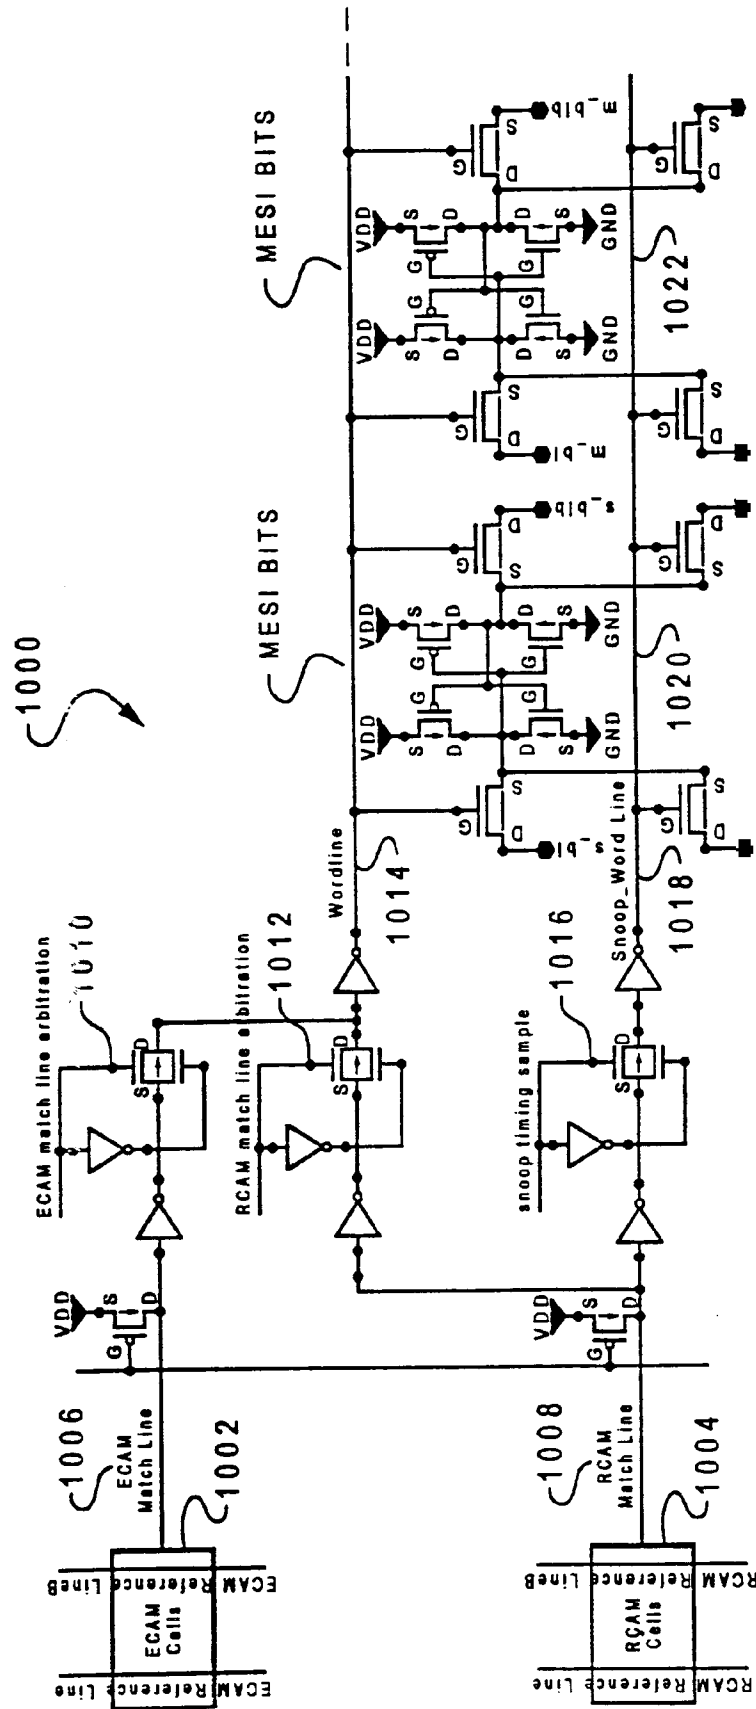 1000
MESI BITS
MESI BITS
ECAM match line arbitration
1010
RCAM match line arbitration
1012
snoop timing sample
1016
Wordline
1014
Snoop_Word Line
1018
1020
1022
1006
ECAM
Match Line
1002
1008
RCAM
Match Line
1004
ECAM Reference Line
ECAM
Cells
ECAM Reference LineB
RCAM Reference Line
RCAM
Cells
RCAM Reference LineB
VDD
S
G
D
VDD
S
G
D
S
D
S
D
S
D
VDD
VDD
VDD
VDD
S
S
S
S
G
G
G
G
D
D
D
D
D
D
D
D
G
G
G
G
S
S
S
S
GND
GND
GND
GND
G
D
S
s_bl
G
S
D
s_blb
G
D
S
m_bl
G
D
S
m_blb
G
D
S
G
S
D
G
D
S
G
D
S